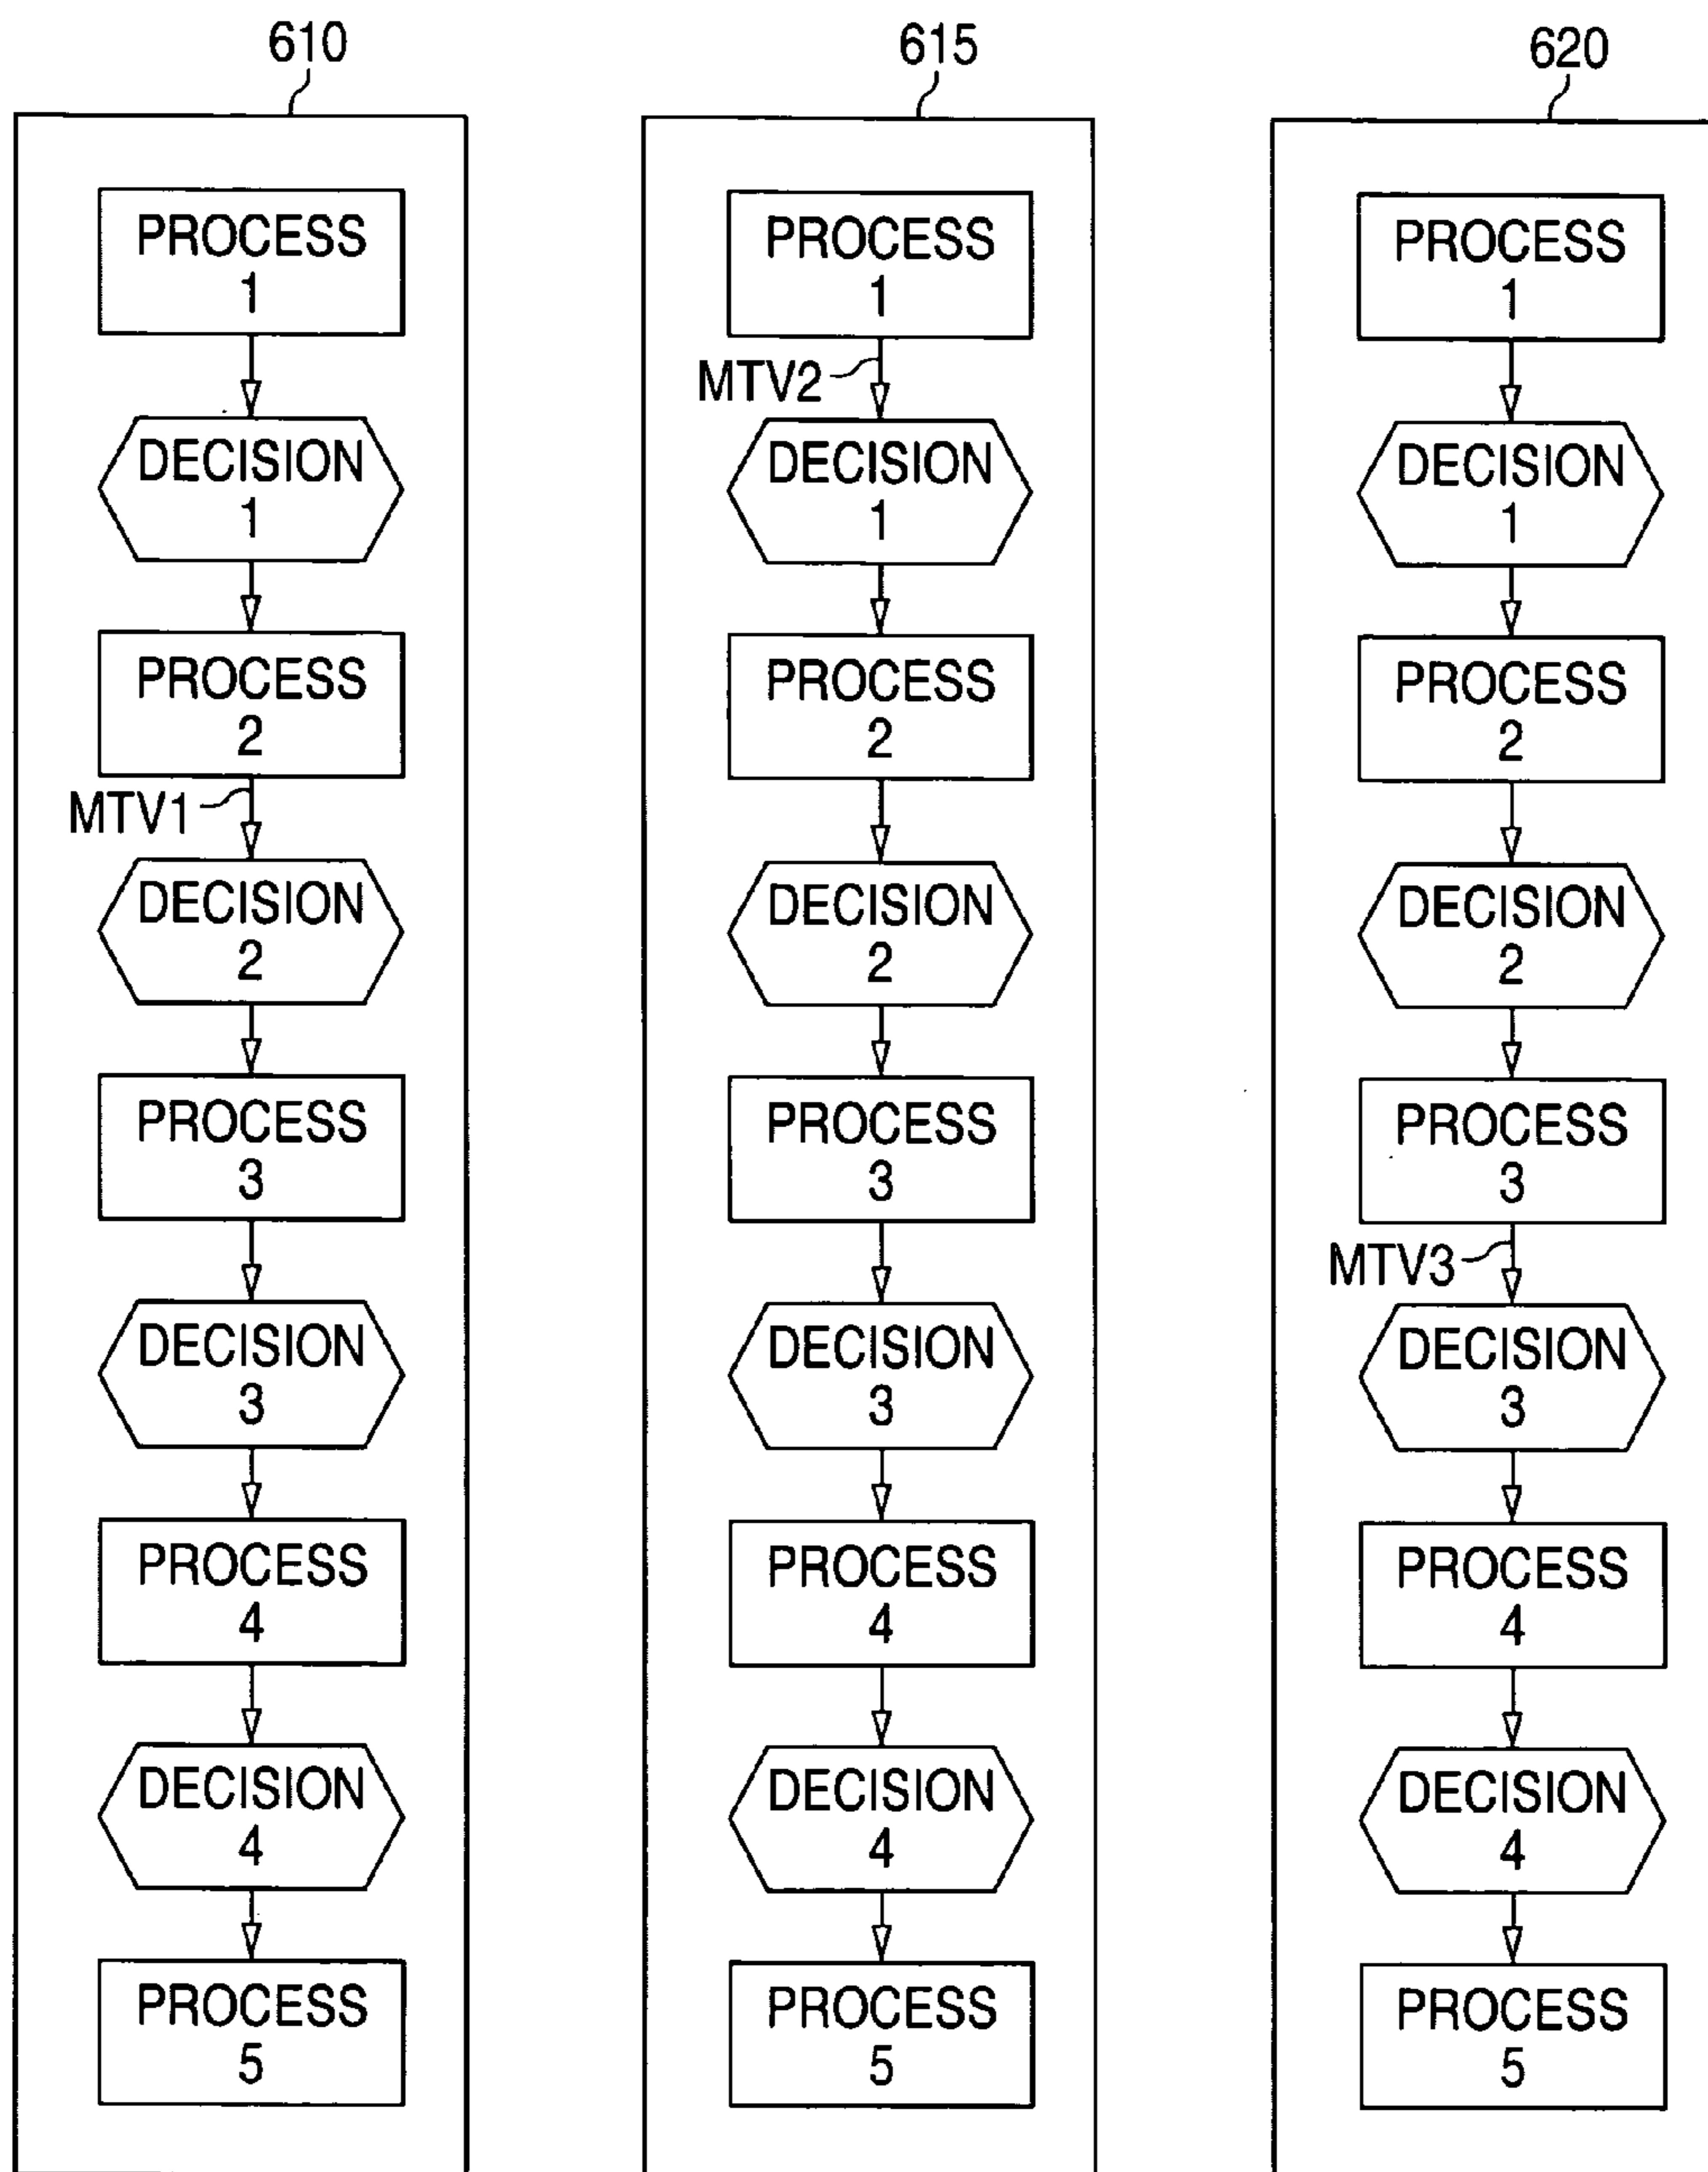 610
PROCESS
1
DECISION
1
PROCESS
2
MTV1
DECISION
2
PROCESS
3
DECISION
3
PROCESS
4
DECISION
4
PROCESS
5
615
PROCESS
1
MTV2
DECISION
1
PROCESS
2
DECISION
2
PROCESS
3
DECISION
3
PROCESS
4
DECISION
4
PROCESS
5
620
PROCESS
1
DECISION
1
PROCESS
2
DECISION
2
PROCESS
3
MTV3
DECISION
3
PROCESS
4
DECISION
4
PROCESS
5